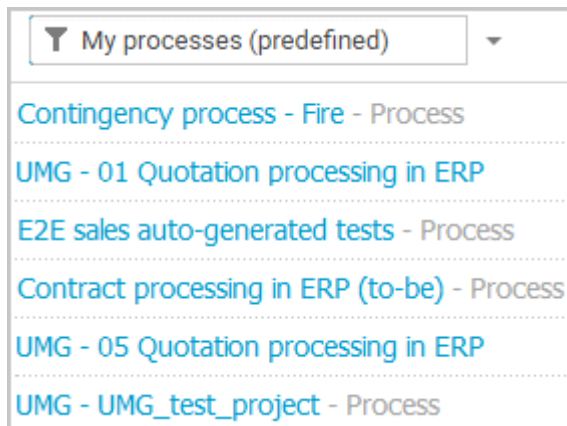 My processes (predefined)
Contingency process - Fire - Process
UMG - 01 Quotation processing in ERP
E2E sales auto-generated tests - Process
Contract processing in ERP (to-be) - Process
UMG - 05 Quotation processing in ERP
UMG - UMG_test_project - Process